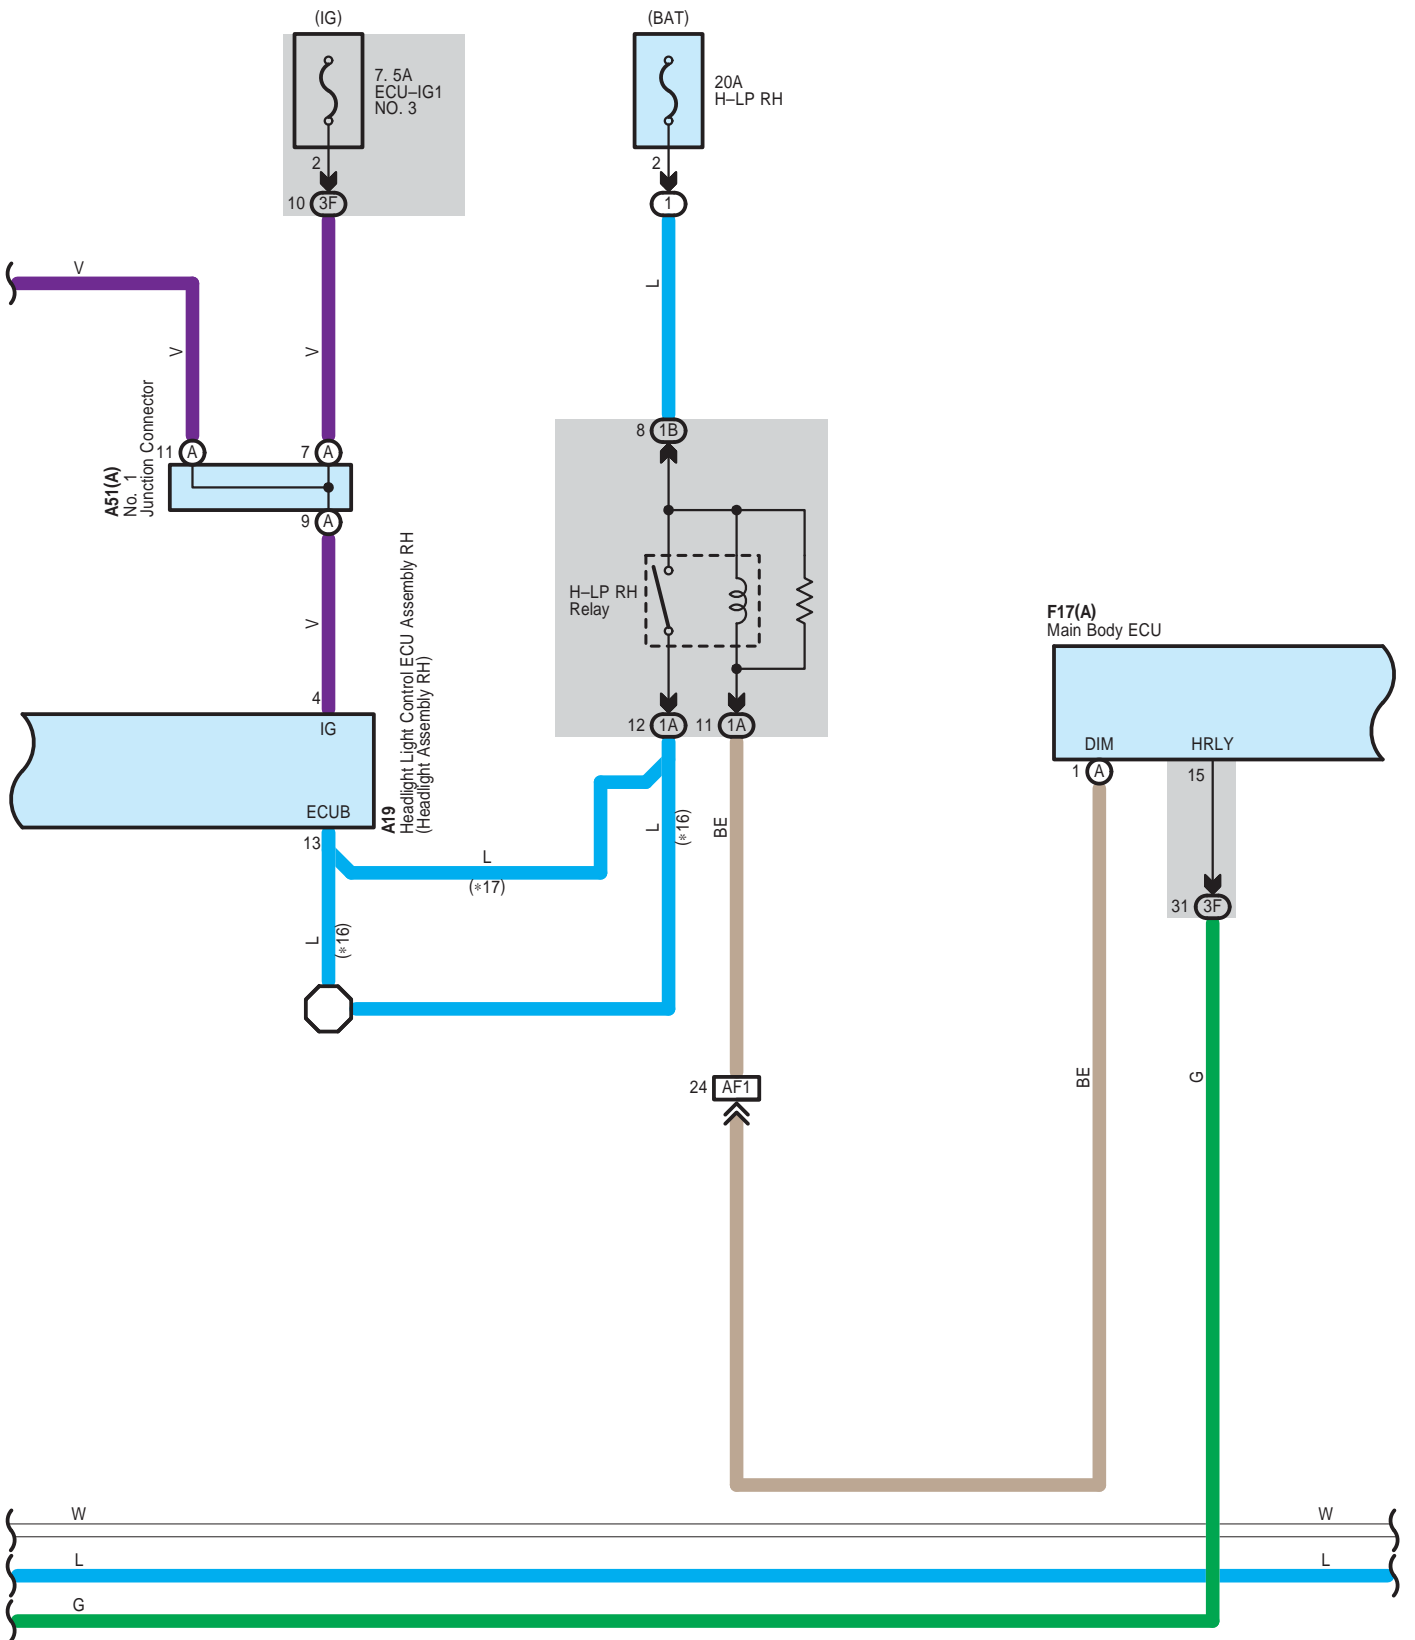 (IG)
(BAT)
7. 5A
ECU–IG1
NO. 3
20A
H–LP RH
2
2
10
3F
1
V
L
V
V
8
1B
11
A
7
A
A51(A)
No. 1
Junction Connector
9
A
H–LP RH
Relay
V
F17(A)
Main Body ECU
4
IG
12
1A
11
1A
A19
Headlight Light Control ECU Assembly RH
(Headlight Assembly RH)
DIM
HRLY
1
A
15
ECUB
13
L
(*16)
BE
L
(*17)
31
3F
L
(*16)
24
AF1
BE
G
W
W
L
L
G